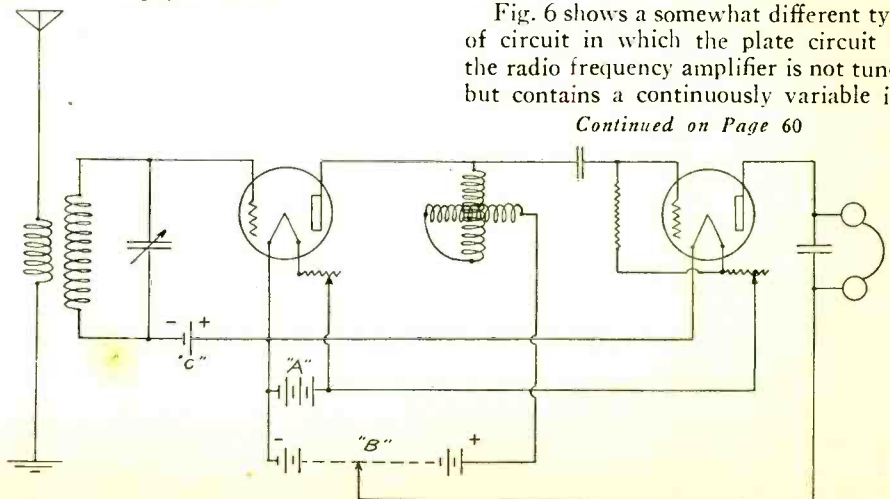 Fig. 6 shows a somewhat different ty
of circuit in which the plate circuit
the radio frequency amplifier is not tun
but contains a continuously variable i
Continued on Page 60
- +
"C"
"A"
- "B" +